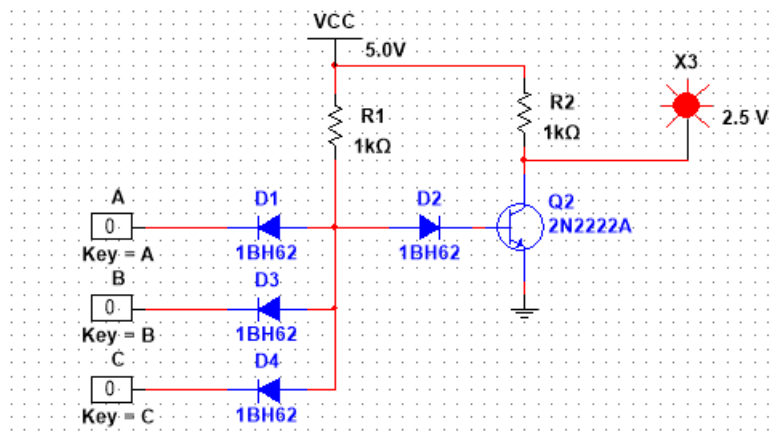 VCC
5.0V
X3
2.5 V
R1
1kΩ
R2
1kΩ
A
0
Key = A
D1
1BH62
D2
1BH62
Q2
2N2222A
B
0
Key = B
D3
1BH62
C
0
Key = C
D4
1BH62